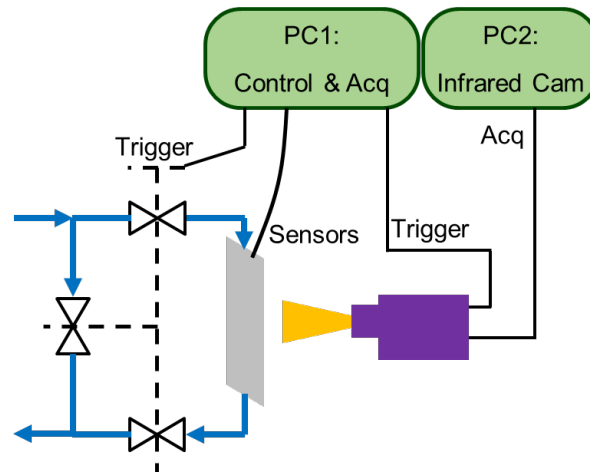 PC1:
Control & Acq
PC2:
Infrared Cam
Trigger
Acq
Sensors
Trigger